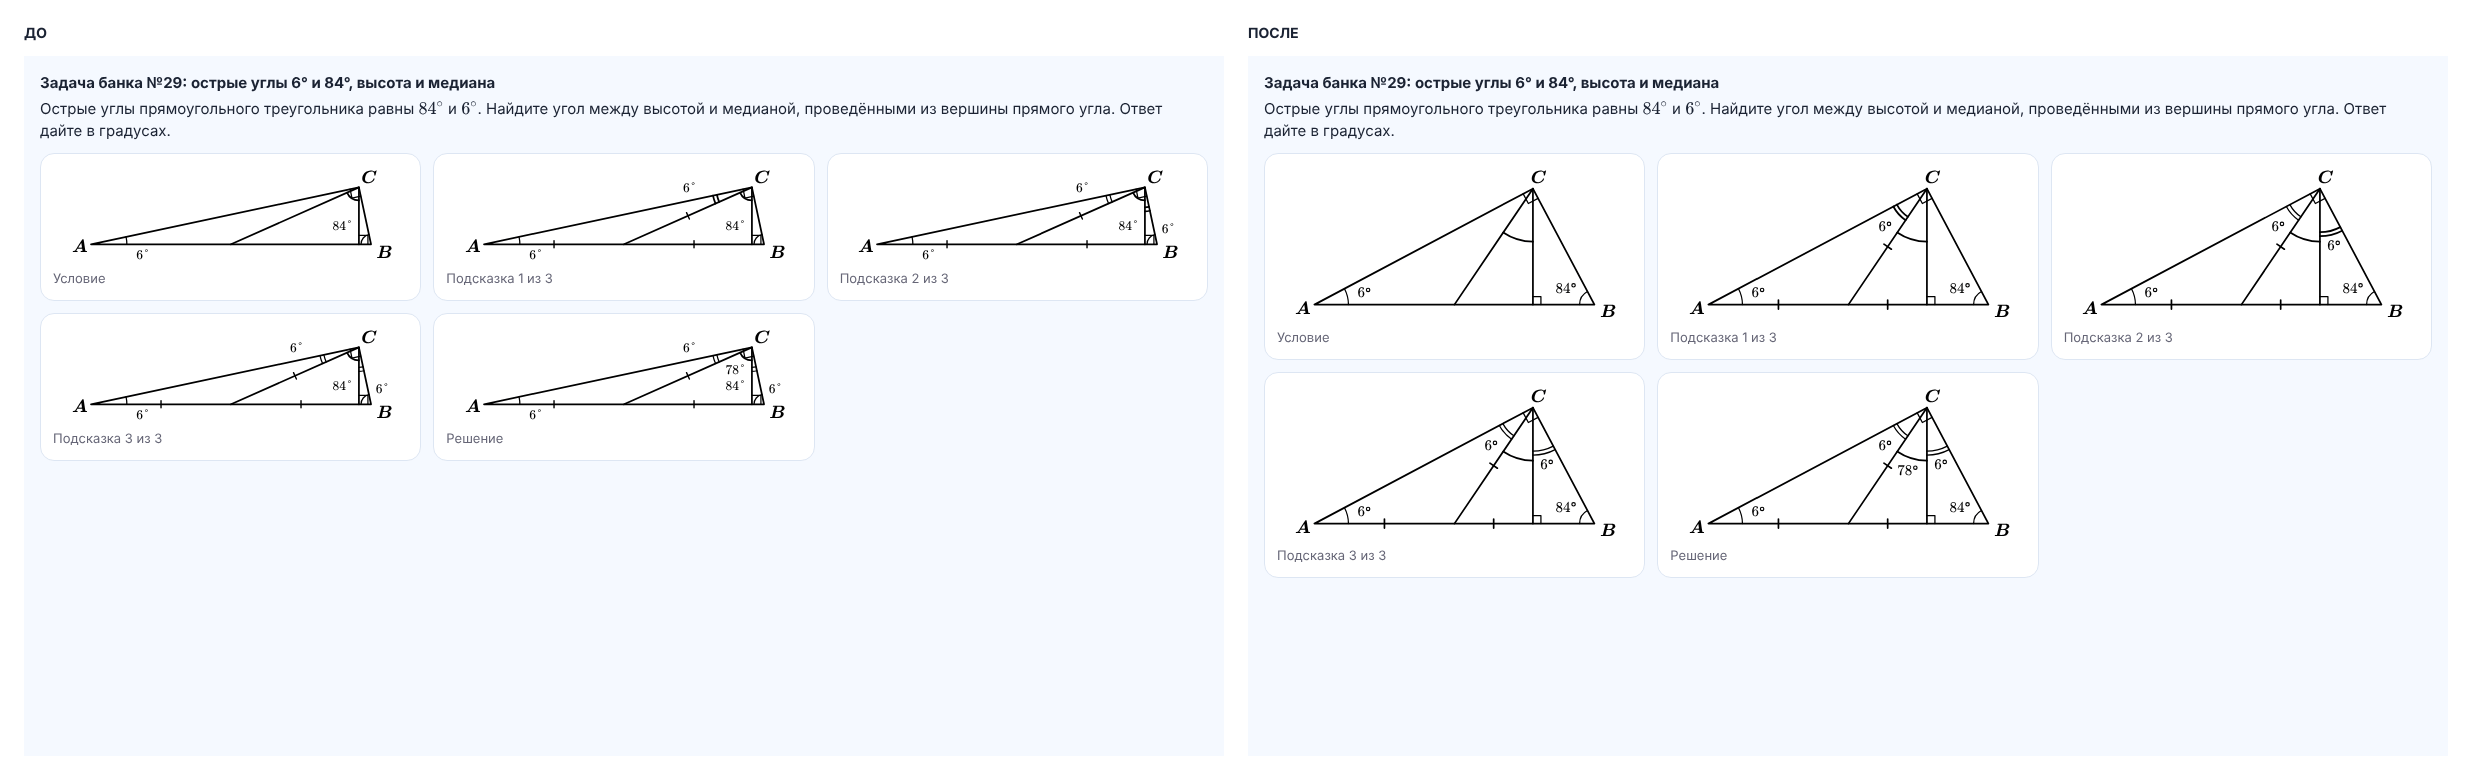 ДО
Задача банка №29: острые углы 6° и 84°, высота и медиана
Острые углы прямоугольного треугольника равны 84° и 6°. Найдите угол между высотой и медианой, проведёнными из вершины прямого угла. Ответ
дайте в градусах.
C
84°
A
6°
B
Условие
6°
C
84°
A
6°
B
Подсказка 1 из 3
6°
C
84°
6°
A
6°
B
Подсказка 2 из 3
6°
C
84°
6°
A
6°
B
Подсказка 3 из 3
6°
C
78°
84°
6°
A
6°
B
Решение
ПОСЛЕ
Задача банка №29: острые углы 6° и 84°, высота и медиана
Острые углы прямоугольного треугольника равны 84° и 6°. Найдите угол между высотой и медианой, проведёнными из вершины прямого угла. Ответ
дайте в градусах.
C
6°
84°
A
B
Условие
C
6°
6°
84°
A
B
Подсказка 1 из 3
C
6°
6°
6°
84°
A
B
Подсказка 2 из 3
C
6°
6°
6°
84°
A
B
Подсказка 3 из 3
C
6°
78°
6°
6°
84°
A
B
Решение